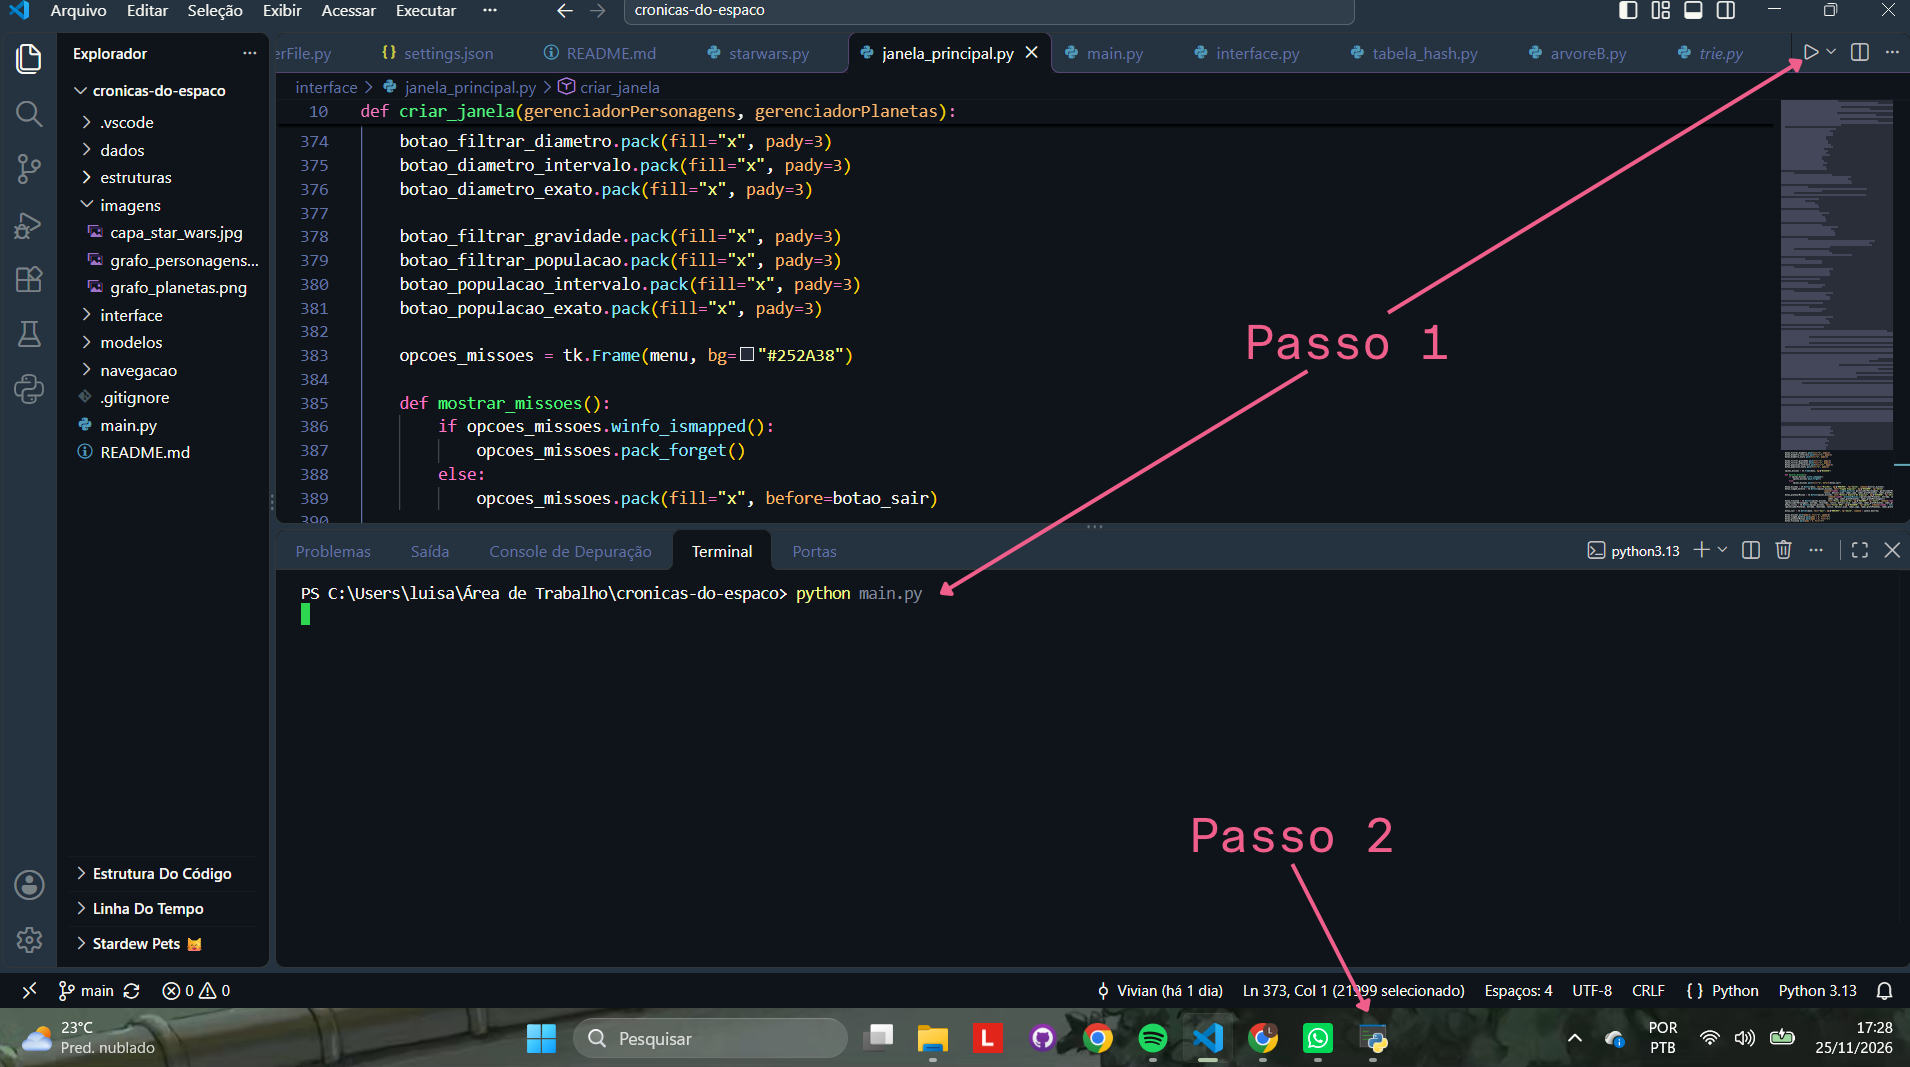 Arquivo Editar Seleção Exibir Acessar Executar ··· cronicas-do-espaco
Explorador ···
erFile.py settings.json README.md starwars.py janela_principal.py main.py interface.py tabela_hash.py arvoreB.py trie.py
interface > janela_principal.py > criar_janela
cronicas-do-espaco
.vscode
dados
estruturas
imagens
capa_star_wars.jpg
grafo_personagens...
grafo_planetas.png
interface
modelos
navegacao
.gitignore
main.py
README.md
Estrutura Do Código
Linha Do Tempo
Stardew Pets
10 def criar_janela(gerenciadorPersonagens, gerenciadorPlanetas):
374 botao_filtrar_diametro.pack(fill="x", pady=3)
375 botao_diametro_intervalo.pack(fill="x", pady=3)
376 botao_diametro_exato.pack(fill="x", pady=3)
377
378 botao_filtrar_gravidade.pack(fill="x", pady=3)
379 botao_filtrar_populacao.pack(fill="x", pady=3)
380 botao_populacao_intervalo.pack(fill="x", pady=3)
381 botao_populacao_exato.pack(fill="x", pady=3)
382
383 opcoes_missoes = tk.Frame(menu, bg="#252A38")
384
385 def mostrar_missoes():
386 if opcoes_missoes.winfo_ismapped():
387 opcoes_missoes.pack_forget()
388 else:
389 opcoes_missoes.pack(fill="x", before=botao_sair)
390
Passo 1
Problemas Saída Console de Depuração Terminal Portas python3.13
PS C:\Users\luisa\Área de Trabalho\cronicas-do-espaco> python main.py
Passo 2
main 0 0 Vivian (há 1 dia) Ln 373, Col 1 (21999 selecionado) Espaços: 4 UTF-8 CRLF {} Python Python 3.13
23°C
Pred. nublado
Pesquisar
L
L
POR
PTB
17:28
25/11/2026